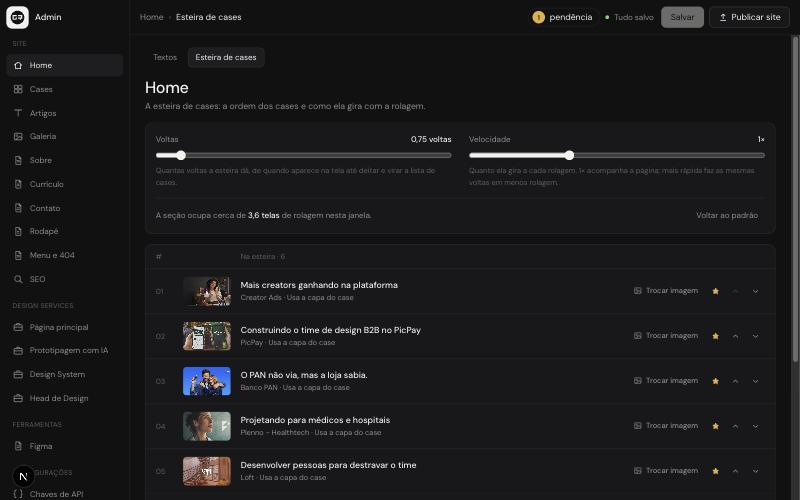 Admin
Home › Esteira de cases
1 pendência
Tudo salvo
Salvar
Publicar site
SITE
Home
Cases
Artigos
Galeria
Sobre
Currículo
Contato
Rodapé
Menu e 404
SEO
DESIGN SERVICES
Página principal
Prototipagem com IA
Design System
Head de Design
FERRAMENTAS
Figma
N
Chaves de API
Textos
Esteira de cases
Home
A esteira de cases: a ordem dos cases e como ela gira com a rolagem.
Voltas
0,75 voltas
Quantas voltas a esteira dá, de quando aparece na tela até deitar e virar a lista de
cases.
Velocidade
1×
Quanto ela gira a cada rolagem. 1× acompanha a página; mais rápida faz as mesmas
voltas em menos rolagem.
A seção ocupa cerca de 3,6 telas de rolagem nesta janela.
Voltar ao padrão
# Na esteira · 6
01
Mais creators ganhando na plataforma
Creator Ads · Usa a capa do case
Trocar imagem
02
Construindo o time de design B2B no PicPay
PicPay · Usa a capa do case
Trocar imagem
03
O PAN não via, mas a loja sabia.
Banco PAN · Usa a capa do case
Trocar imagem
04
Projetando para médicos e hospitais
Plenno – Healthtech · Usa a capa do case
Trocar imagem
05
Desenvolver pessoas para destravar o time
Loft · Usa a capa do case
Trocar imagem